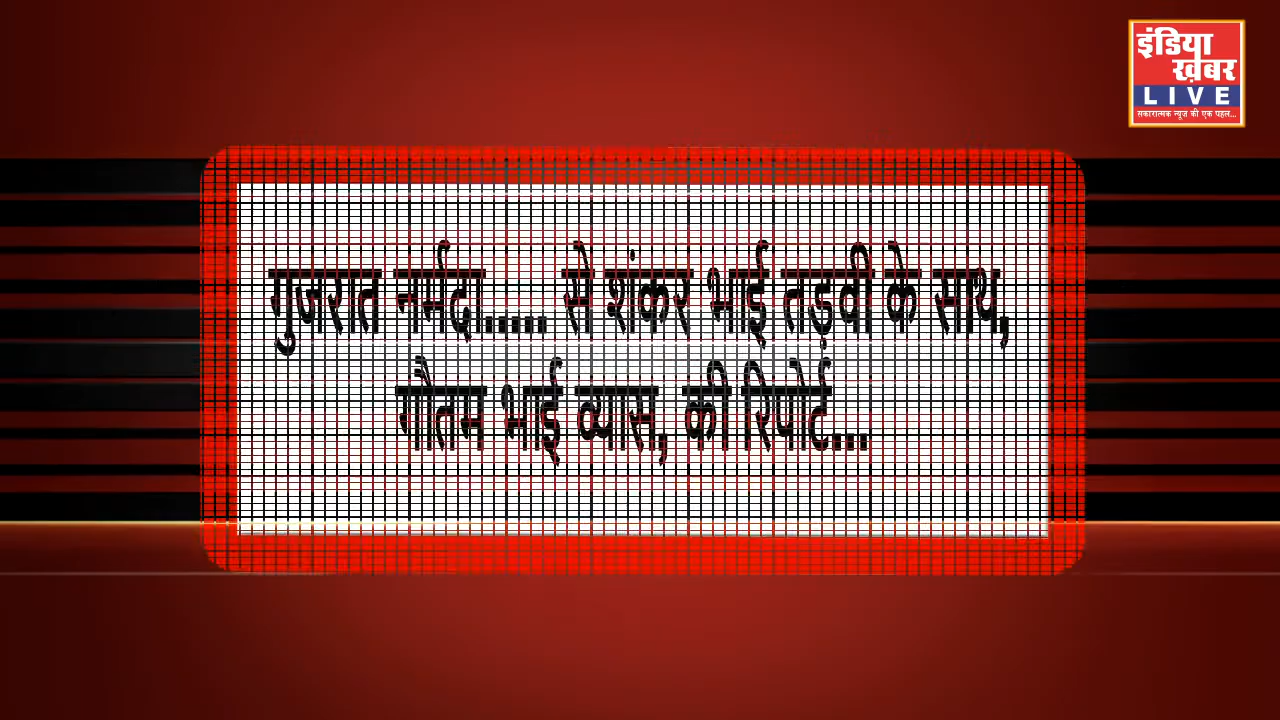 इंडिया
ख़बर
LIVE
सकारात्मक न्यूज़ की एक पहल...
गुजरात नर्मदा..... से शंकर भाई तड़वी के साथ,
गौतम भाई व्यास, की रिपोर्ट...